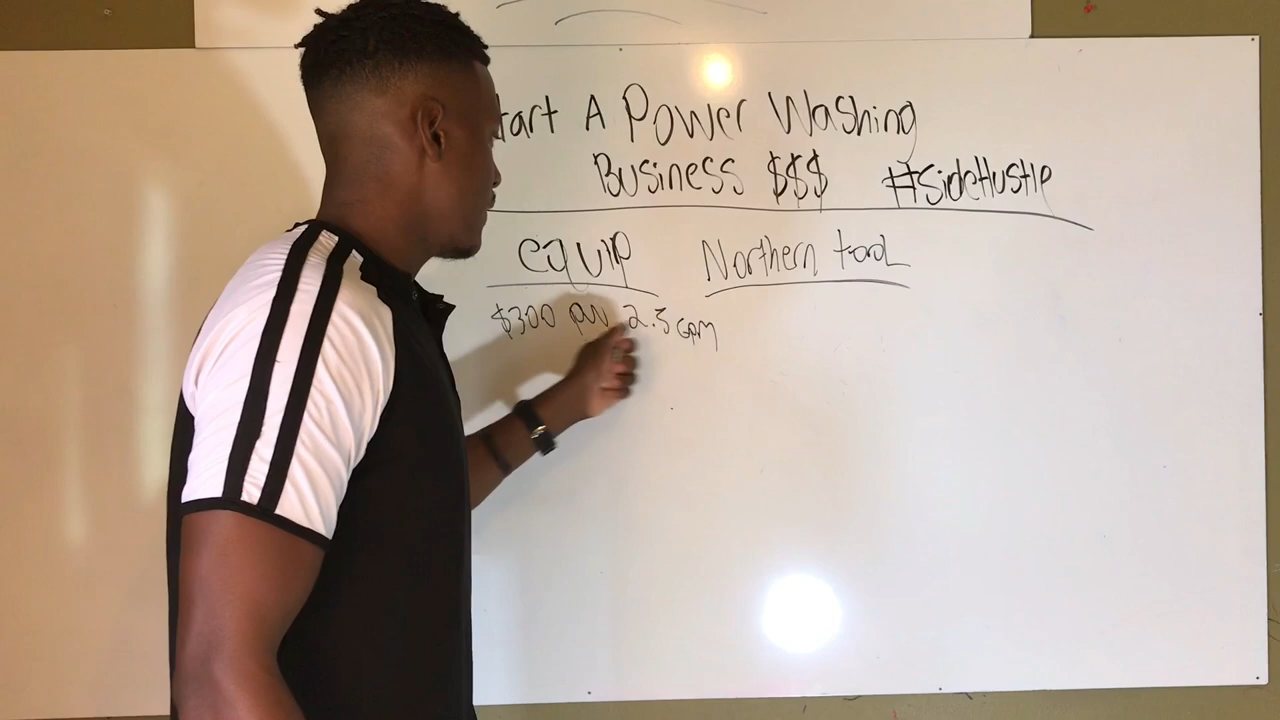 tart A Power Washing
Business $$$ #SideHustle
equip Northern tool
$300 pw 2.5 GPM